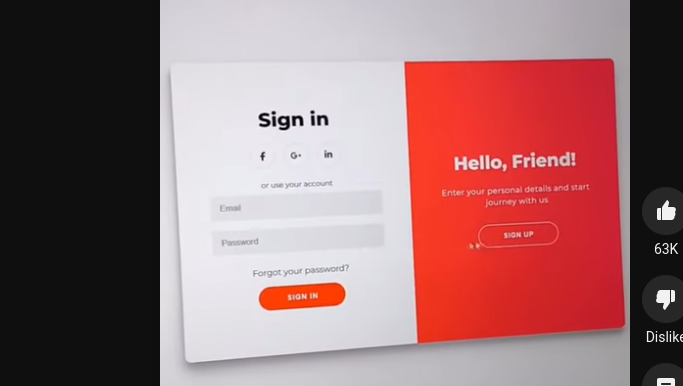 Sign in
f G+ in
or use your account
Email
Password
Forgot your password?
SIGN IN
Hello, Friend!
Enter your personal details and start
journey with us
SIGN UP
63K
Dislike